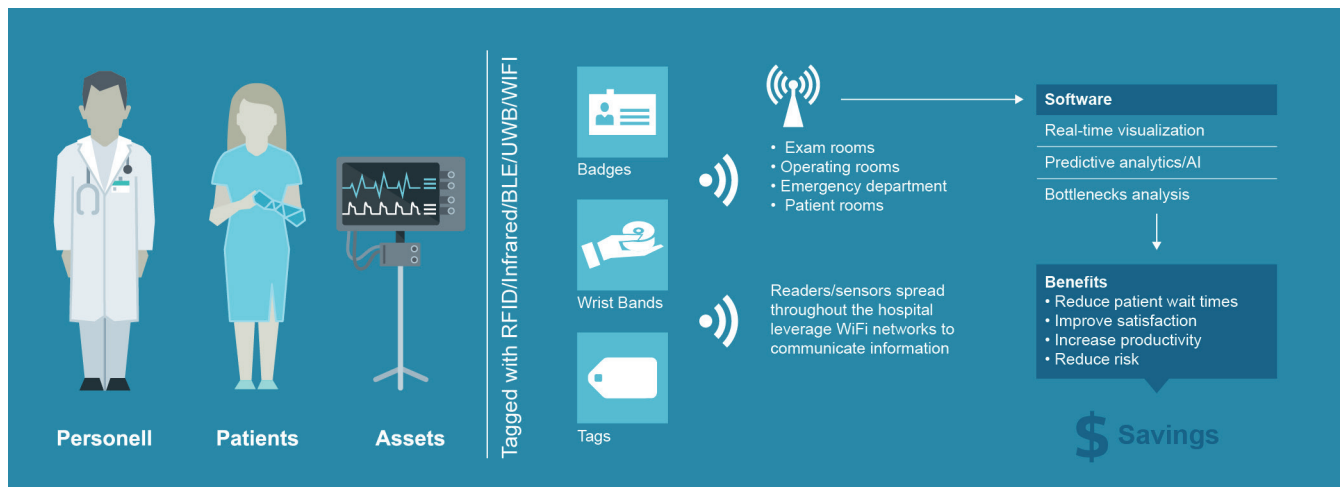 Personell
Patients
Assets
Tagged with RFID/Infrared/BLE/UWB/WIFI
Badges
Wrist Bands
Tags
• Exam rooms
• Operating rooms
• Emergency department
• Patient rooms
Readers/sensors spread
throughout the hospital
leverage WiFi networks to
communicate information
Software
Real-time visualization
Predictive analytics/AI
Bottlenecks analysis
Benefits
• Reduce patient wait times
• Improve satisfaction
• Increase productivity
• Reduce risk
$ Savings